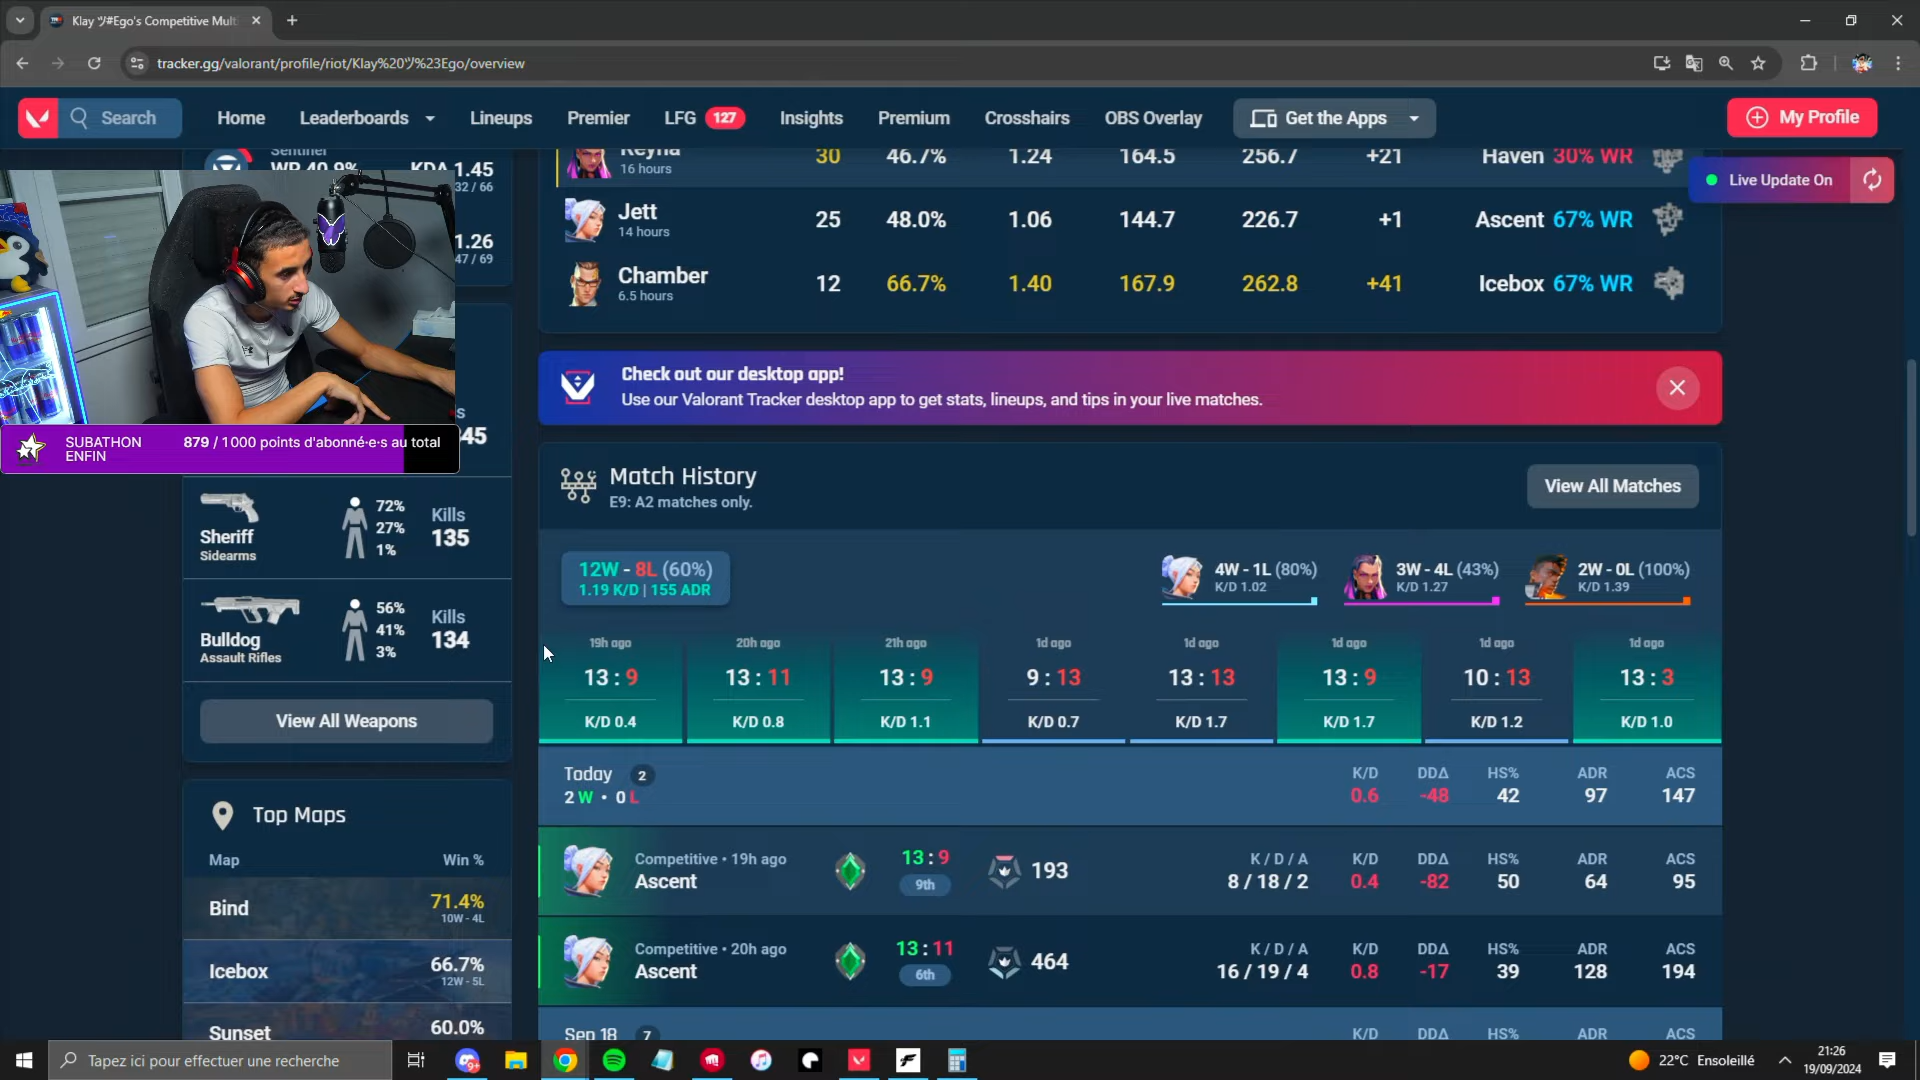 Klay ツ#Ego's Competitive Mult
tracker.gg/valorant/profile/riot/Klay%20ツ%23Ego/overview
Search
Home
Leaderboards
Lineups
Premier
LFG 127
Insights
Premium
Crosshairs
OBS Overlay
Get the Apps
My Profile
Live Update On
Sentinel
WR 40.9% KDA 1.45
32 / 66
1.26
47 / 69
Reyna 30 46.7% 1.24 164.5 256.7 +21 Haven 30% WR
16 hours
Jett 25 48.0% 1.06 144.7 226.7 +1 Ascent 67% WR
14 hours
Chamber 12 66.7% 1.40 167.9 262.8 +41 Icebox 67% WR
6.5 hours
Check out our desktop app!
Use our Valorant Tracker desktop app to get stats, lineups, and tips in your live matches.
SUBATHON 879 / 1000 points d'abonné·e·s au total
ENFIN
45
Sheriff
Sidearms
72%
27%
1%
Kills
135
Bulldog
Assault Rifles
56%
41%
3%
Kills
134
View All Weapons
Top Maps
Map Win %
Bind 71.4%
10W - 4L
Icebox 66.7%
12W - 5L
Sunset 60.0%
Match History
E9: A2 matches only.
View All Matches
12W - 8L (60%)
1.19 K/D | 155 ADR
4W - 1L (80%)
K/D 1.02
3W - 4L (43%)
K/D 1.27
2W - 0L (100%)
K/D 1.39
19h ago 20h ago 21h ago 1d ago 1d ago 1d ago 1d ago 1d ago
13 : 9 13 : 11 13 : 9 9 : 13 13 : 13 13 : 9 10 : 13 13 : 3
K/D 0.4 K/D 0.8 K/D 1.1 K/D 0.7 K/D 1.7 K/D 1.7 K/D 1.2 K/D 1.0
Today 2 K/D DDΔ HS% ADR ACS
2 W • 0 L 0.6 -48 42 97 147
Competitive • 19h ago 13 : 9 K / D / A K/D DDΔ HS% ADR ACS
Ascent 9th 193 8 / 18 / 2 0.4 -82 50 64 95
Competitive • 20h ago 13 : 11 K / D / A K/D DDΔ HS% ADR ACS
Ascent 6th 464 16 / 19 / 4 0.8 -17 39 128 194
Sep 18 7 K/D DDΔ HS% ADR ACS
Tapez ici pour effectuer une recherche
22°C Ensoleillé
21:26
19/09/2024